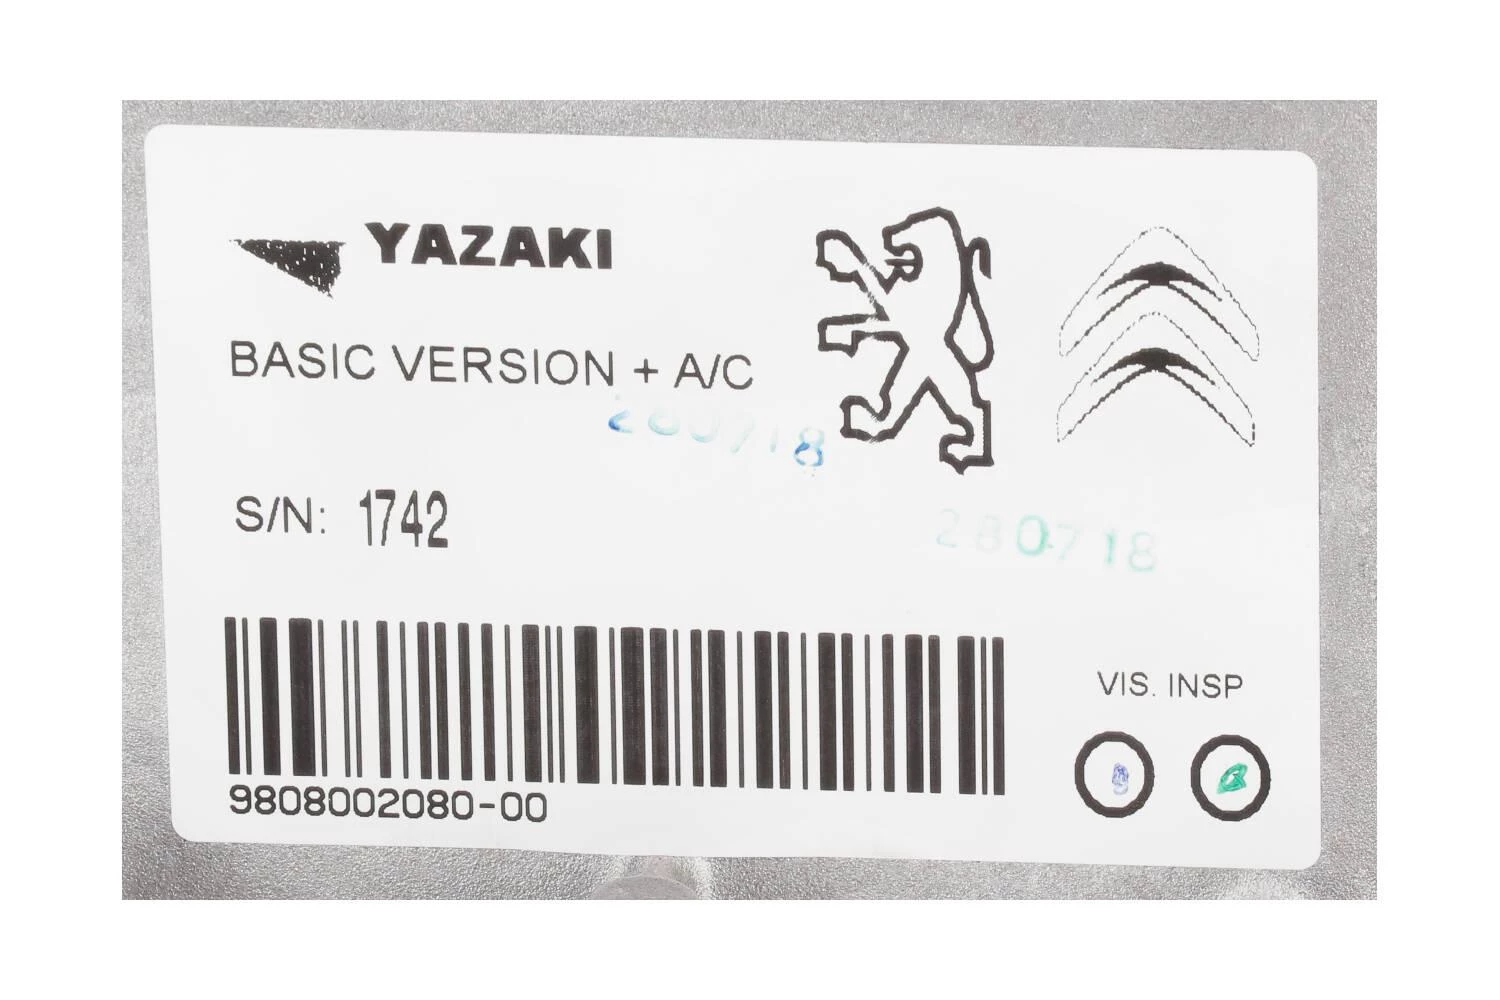 YAZAKI
BASIC VERSION + A/C
280718
S/N: 1742
280718
VIS. INSP
9808002080-00